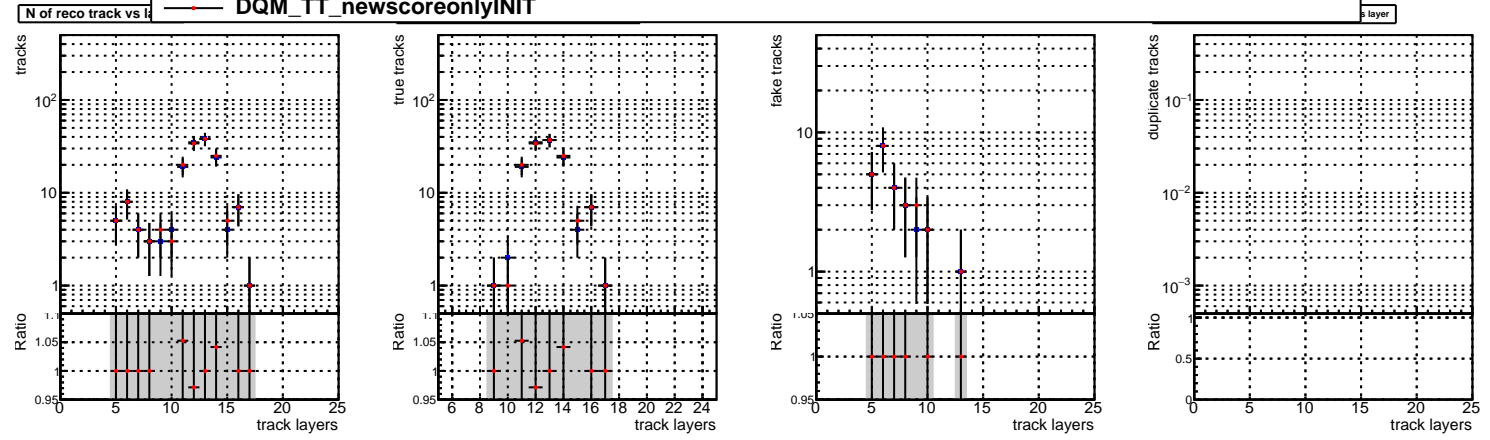 N of reco track vs la
DQM_TT_newscoreonlyINIT
s layer
tracks
10²
10
1
Ratio
1.1
1.05
1
0.95
0 5 10 15 20 25
track layers
true tracks
10²
10
1
Ratio
1.1
1.05
1
0.95
6 8 10 12 14 16 18 20 22 24
track layers
fake tracks
10
1
Ratio
1.05
1
0.95
0 5 10 15 20 25
track layers
duplicate tracks
10⁻¹
10⁻²
10⁻³
Ratio
1
0.5
0
0 5 10 15 20 25
track layers